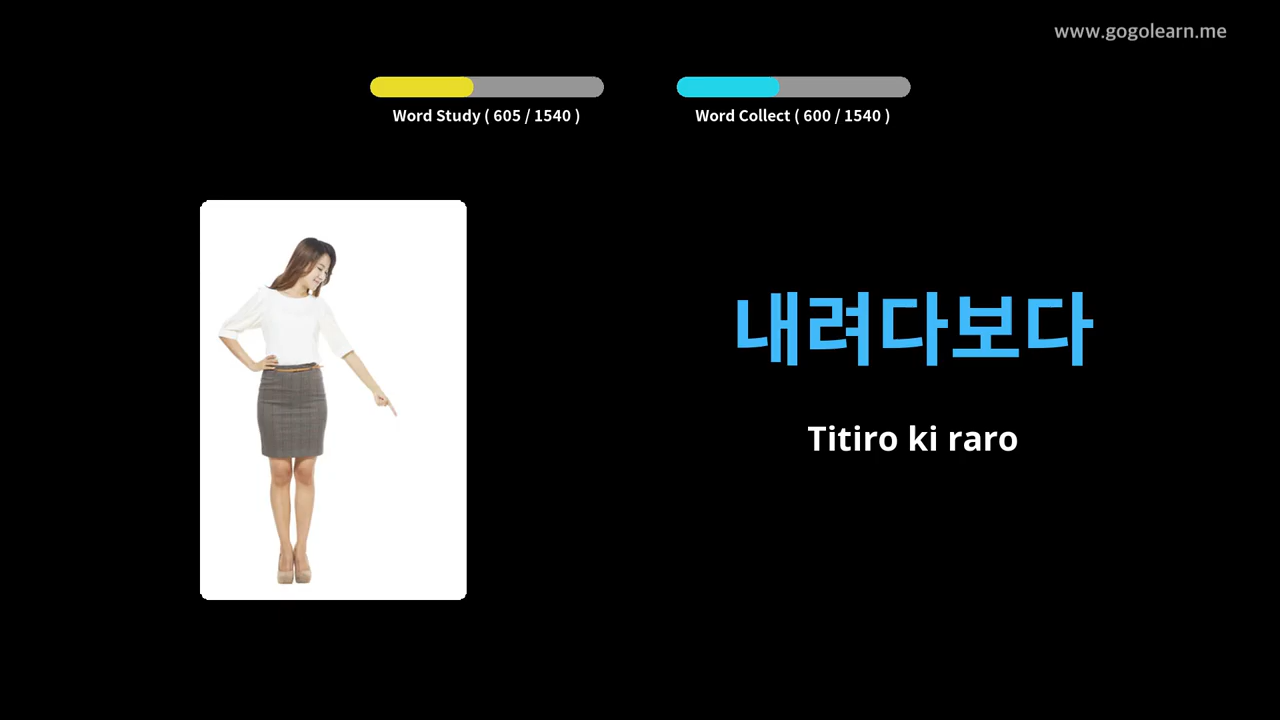 www.gogolearn.me
Word Study ( 605 / 1540 )
Word Collect ( 600 / 1540 )
내려다보다
Titiro ki raro